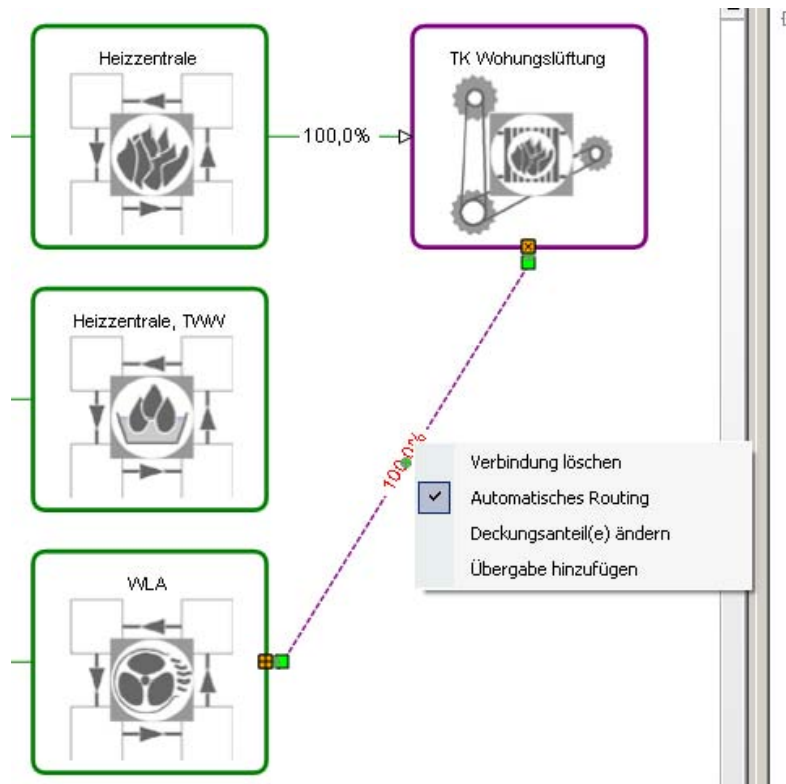 Heizzentrale
TK Wohungslüftung
100,0%
Heizzentrale, TWW
100,0%
Verbindung löschen
Automatisches Routing
Deckungsanteil(e) ändern
Übergabe hinzufügen
WLA